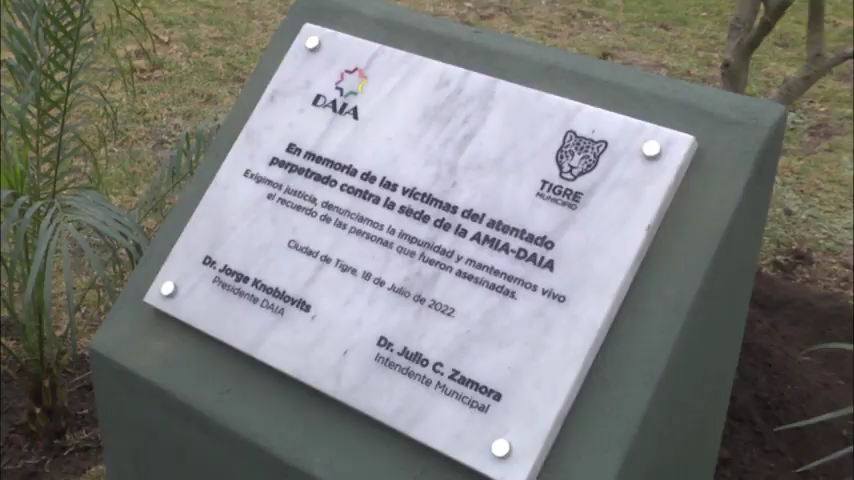 DAIA
TIGRE
MUNICIPIO
En memoria de las víctimas del atentado
perpetrado contra la sede de la AMIA-DAIA
Exigimos justicia, denunciamos la impunidad y mantenemos vivo
el recuerdo de las personas que fueron asesinadas.
Ciudad de Tigre, 18 de Julio de 2022.
Dr. Jorge Knoblovits
Presidente DAIA
Dr. Julio C. Zamora
Intendente Municipal